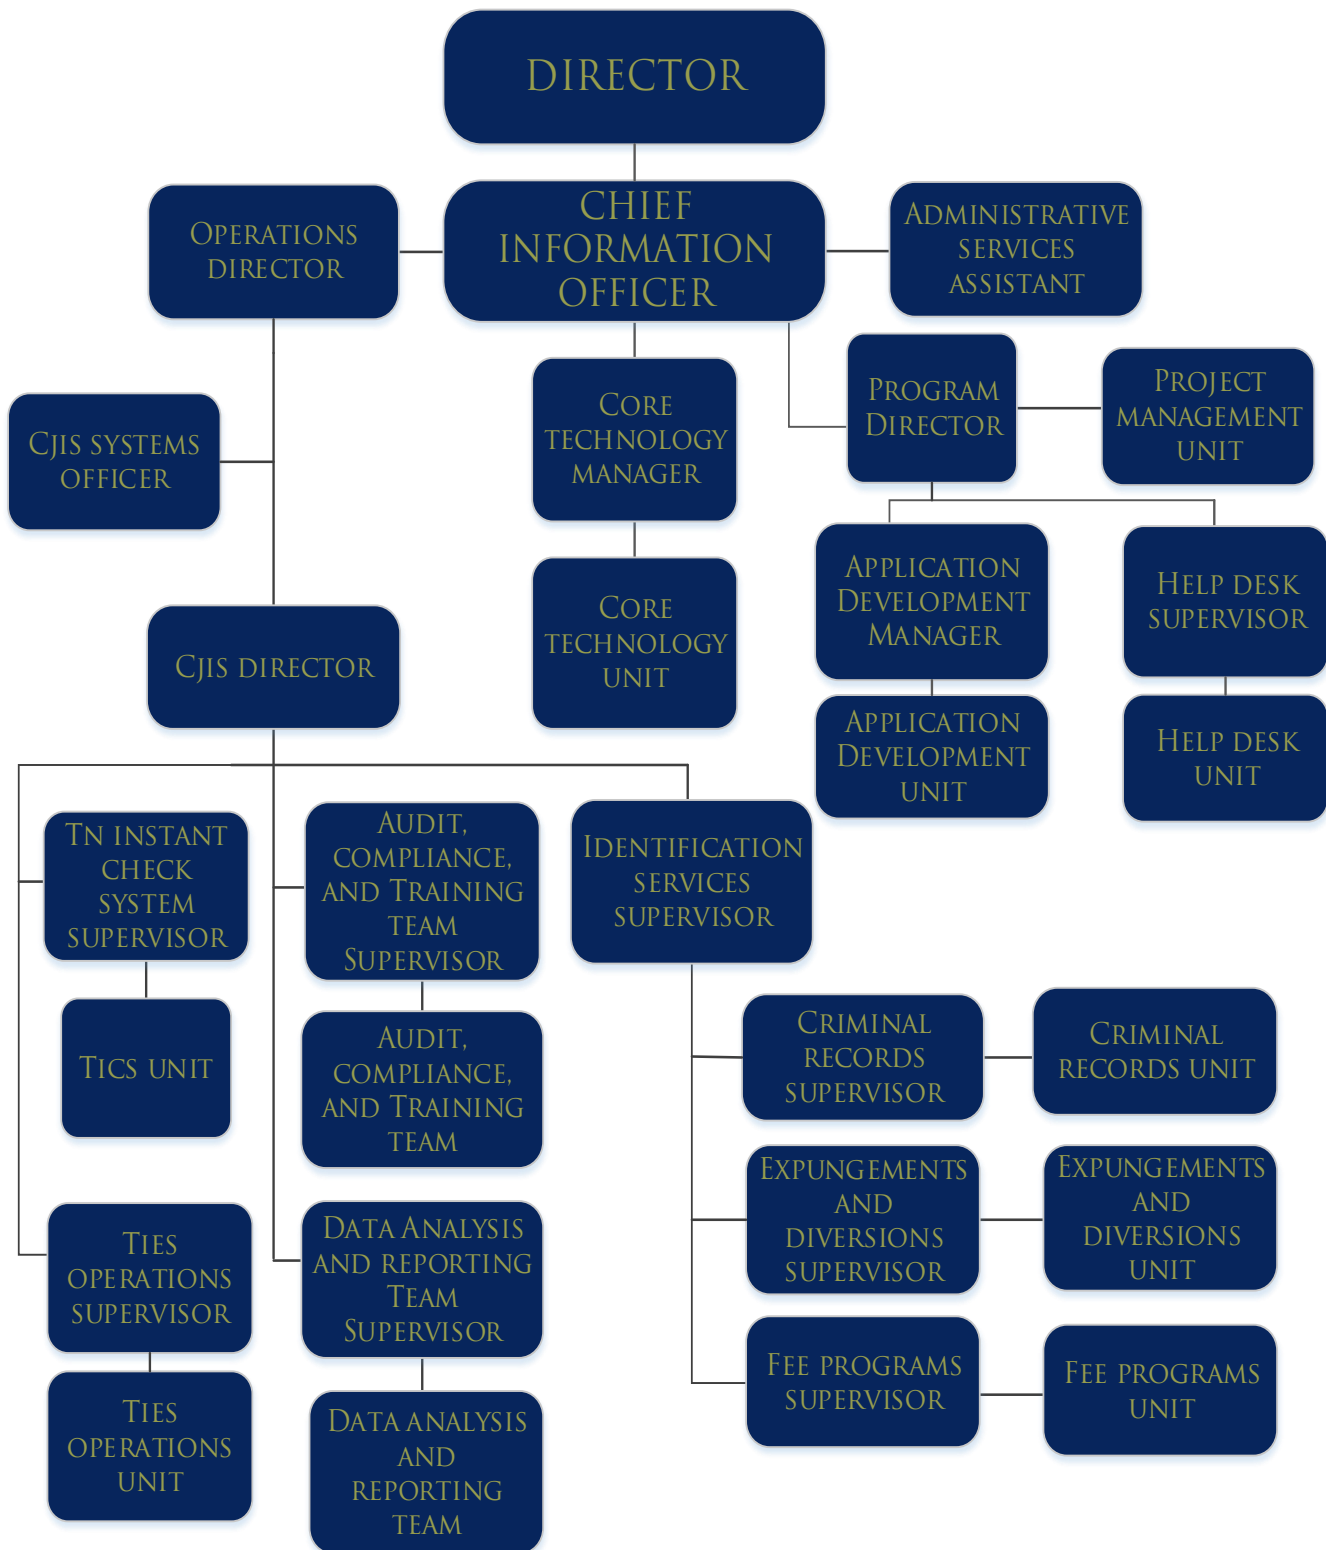 DIRECTOR
CHIEF
INFORMATION
OFFICER
OPERATIONS
DIRECTOR
ADMINISTRATIVE
SERVICES
ASSISTANT
CJIS SYSTEMS
OFFICER
CORE
TECHNOLOGY
MANAGER
PROGRAM
DIRECTOR
PROJECT
MANAGEMENT
UNIT
CJIS DIRECTOR
CORE
TECHNOLOGY
UNIT
APPLICATION
DEVELOPMENT
MANAGER
HELP DESK
SUPERVISOR
APPLICATION
DEVELOPMENT
UNIT
HELP DESK
UNIT
TN INSTANT
CHECK
SYSTEM
SUPERVISOR
AUDIT,
COMPLIANCE,
AND TRAINING
TEAM
SUPERVISOR
IDENTIFICATION
SERVICES
SUPERVISOR
TICS UNIT
AUDIT,
COMPLIANCE,
AND TRAINING
TEAM
CRIMINAL
RECORDS
SUPERVISOR
CRIMINAL
RECORDS UNIT
EXPUNGEMENTS
AND
DIVERSIONS
SUPERVISOR
EXPUNGEMENTS
AND
DIVERSIONS
UNIT
TIES
OPERATIONS
SUPERVISOR
DATA ANALYSIS
AND REPORTING
TEAM
SUPERVISOR
FEE PROGRAMS
SUPERVISOR
FEE PROGRAMS
UNIT
TIES
OPERATIONS
UNIT
DATA ANALYSIS
AND
REPORTING
TEAM